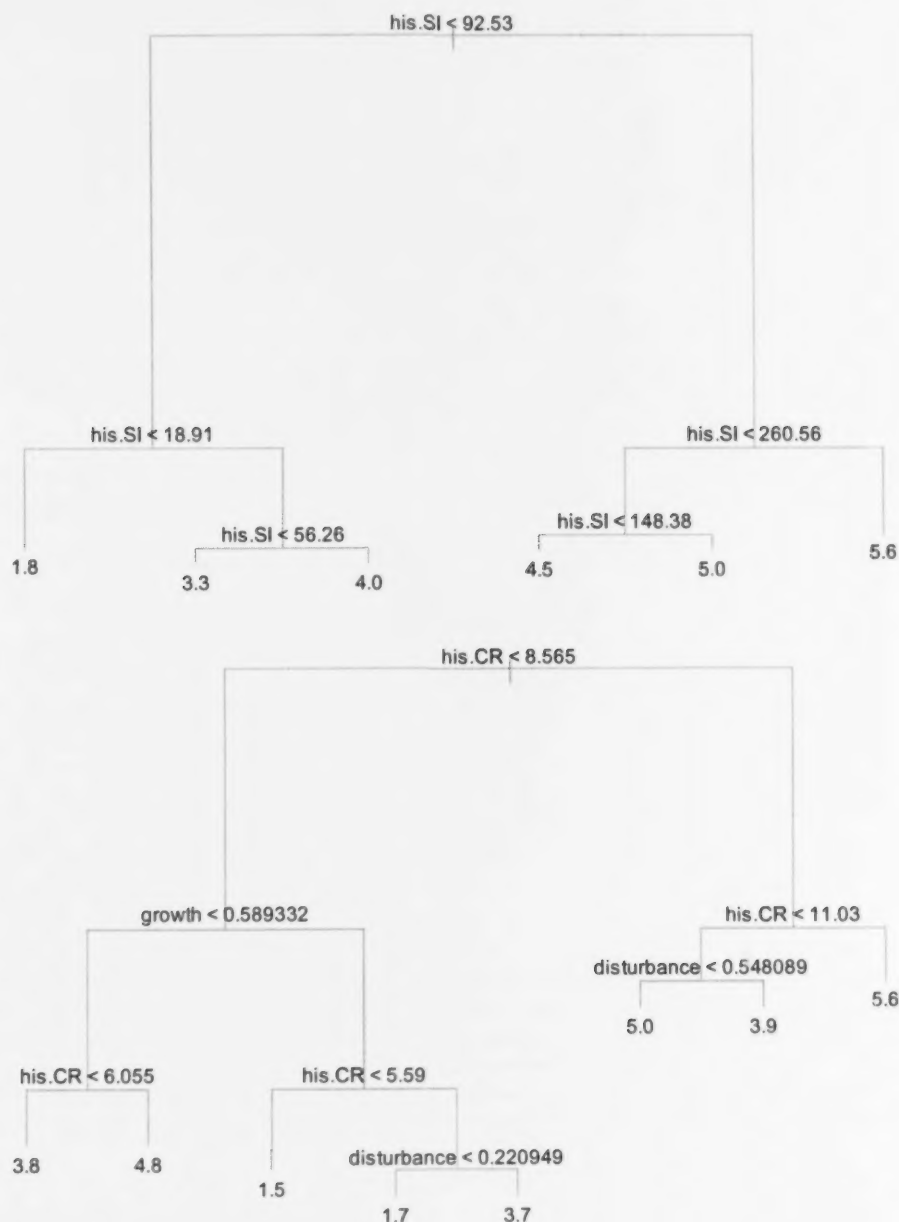 his.SI < 92.53
his.SI < 18.91
his.SI < 260.56
his.SI < 56.26
his.SI < 148.38
1.8
3.3
4.0
4.5
5.0
5.6
his.CR < 8.565
growth < 0.589332
his.CR < 11.03
disturbance < 0.548089
5.0
3.9
5.6
his.CR < 6.055
his.CR < 5.59
3.8
4.8
1.5
disturbance < 0.220949
1.7
3.7